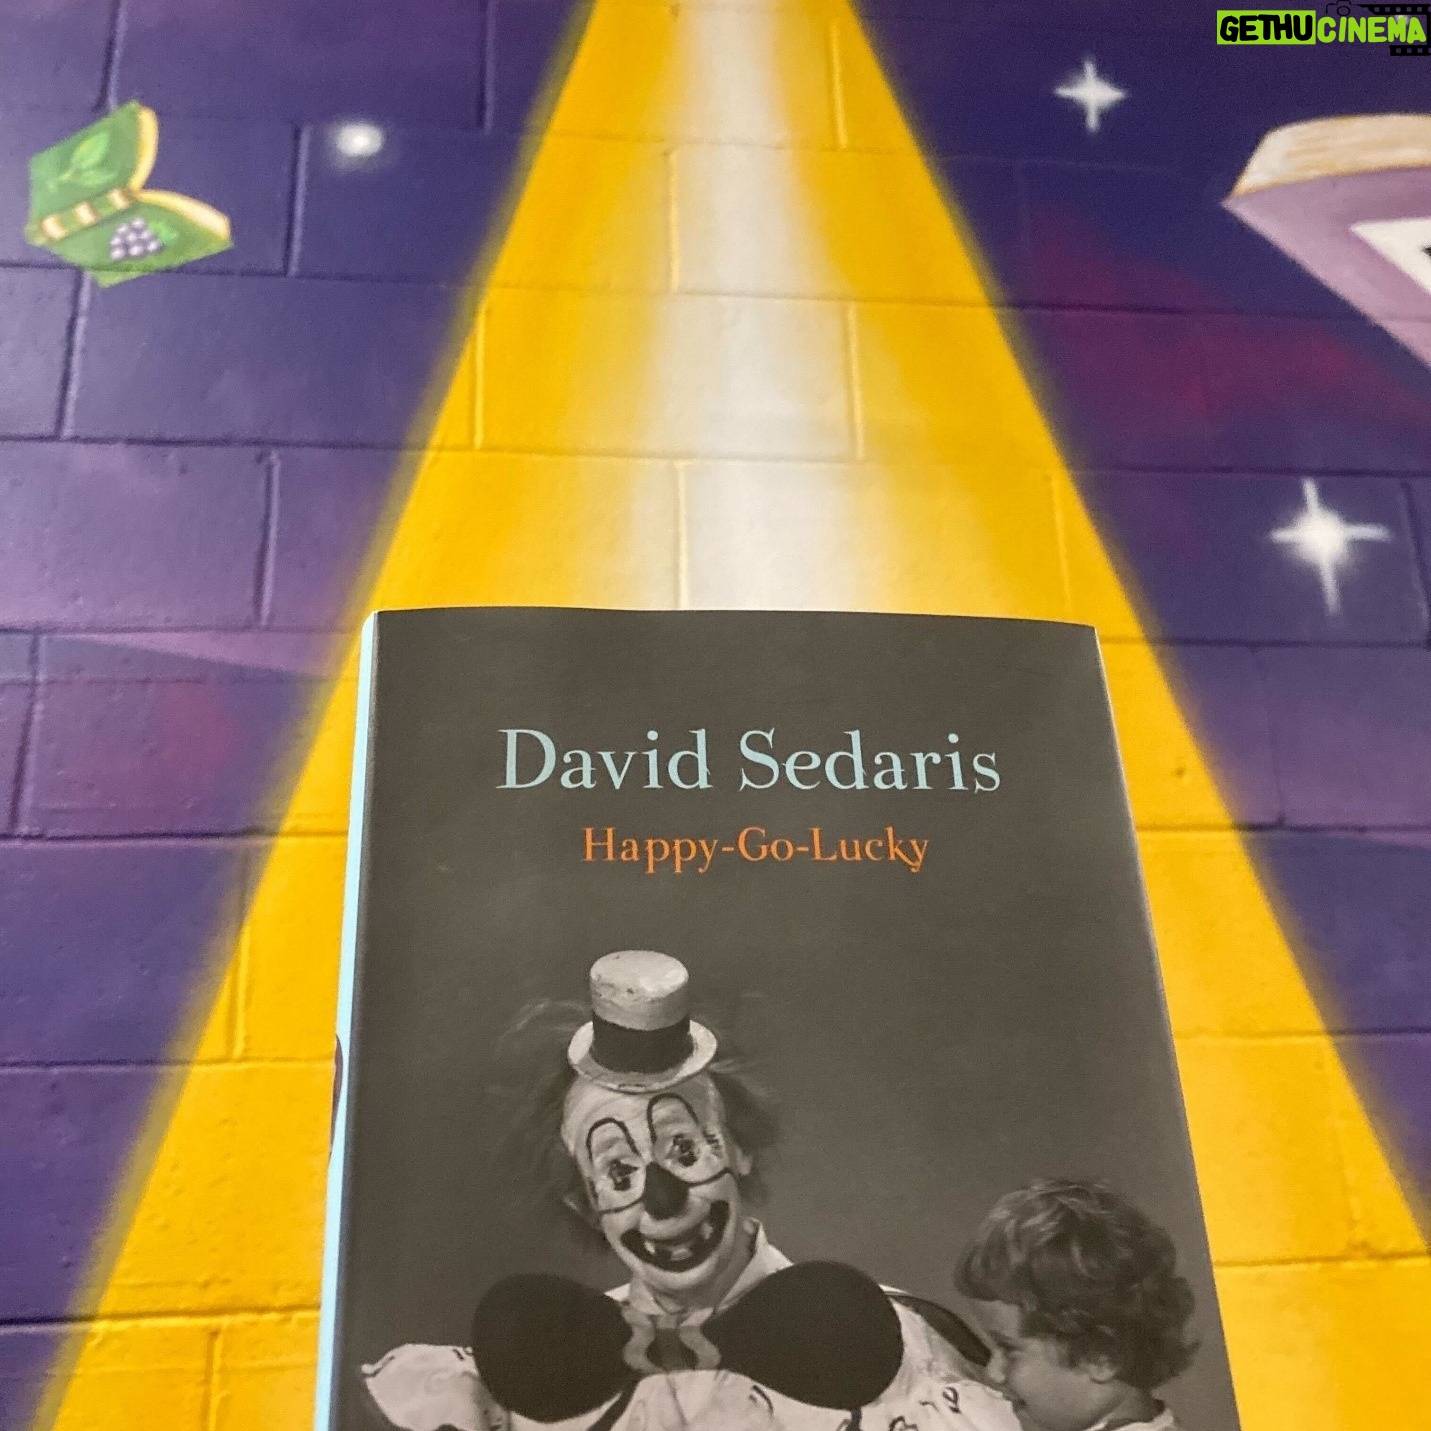 GETHUCINEMA
David Sedaris
Happy-Go-Lucky